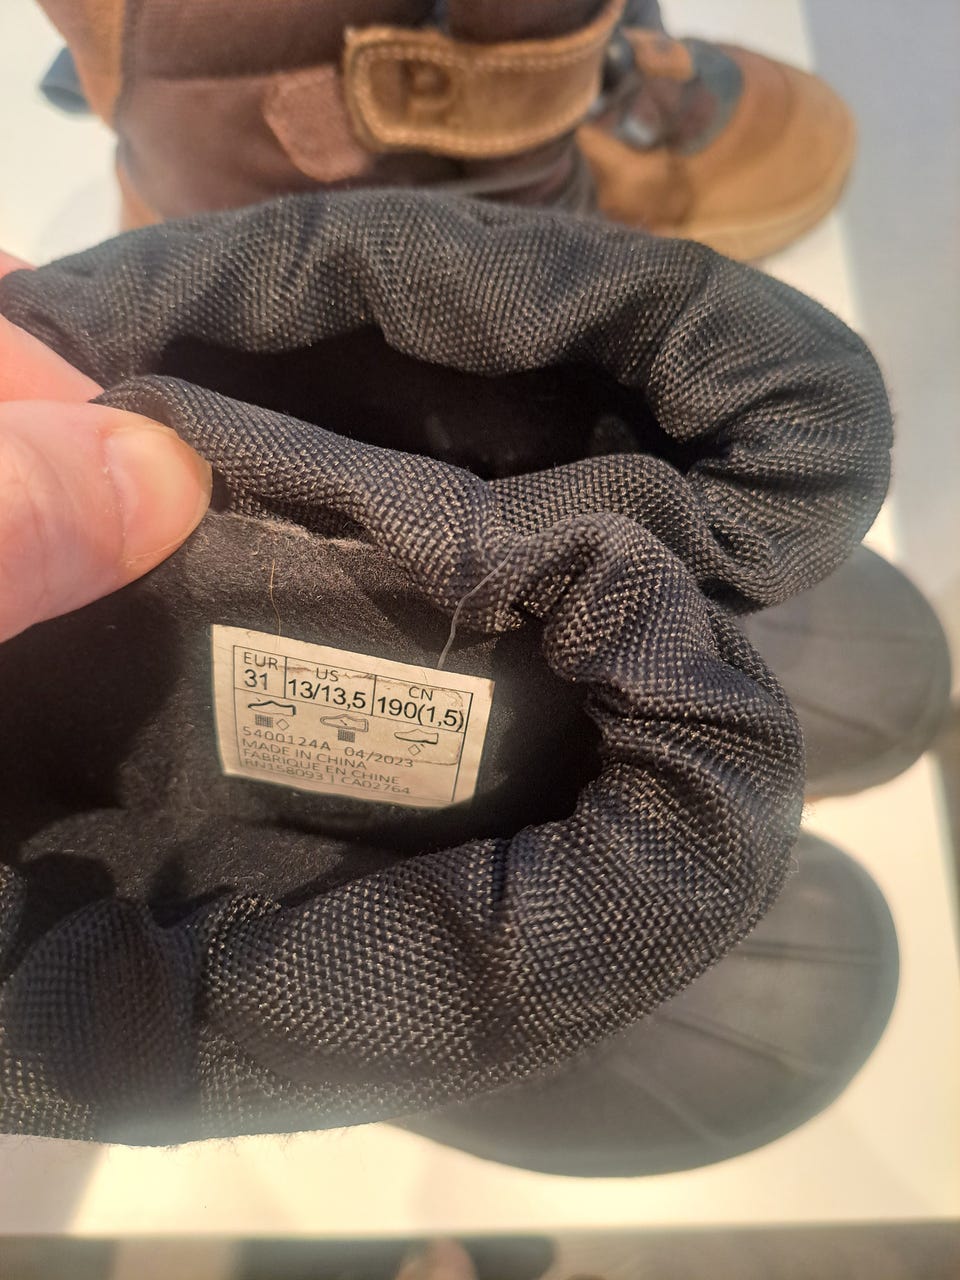 P
EUR US CN
31 13/13,5 190(1,5)
5400124A 04/2023
MADE IN CHINA
FABRIQUE EN CHINE
RN158093 | CA02764